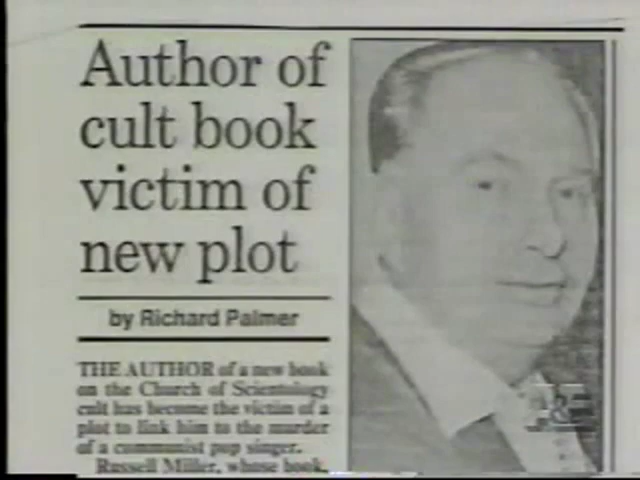 Author of
cult book
victim of
new plot
by Richard Palmer
THE AUTHOR of a new book
on the Church of Scientology
cult has become the victim of a
plot to link him to the murder
of a communist pop singer.
Russell Miller, whose book,
A&E